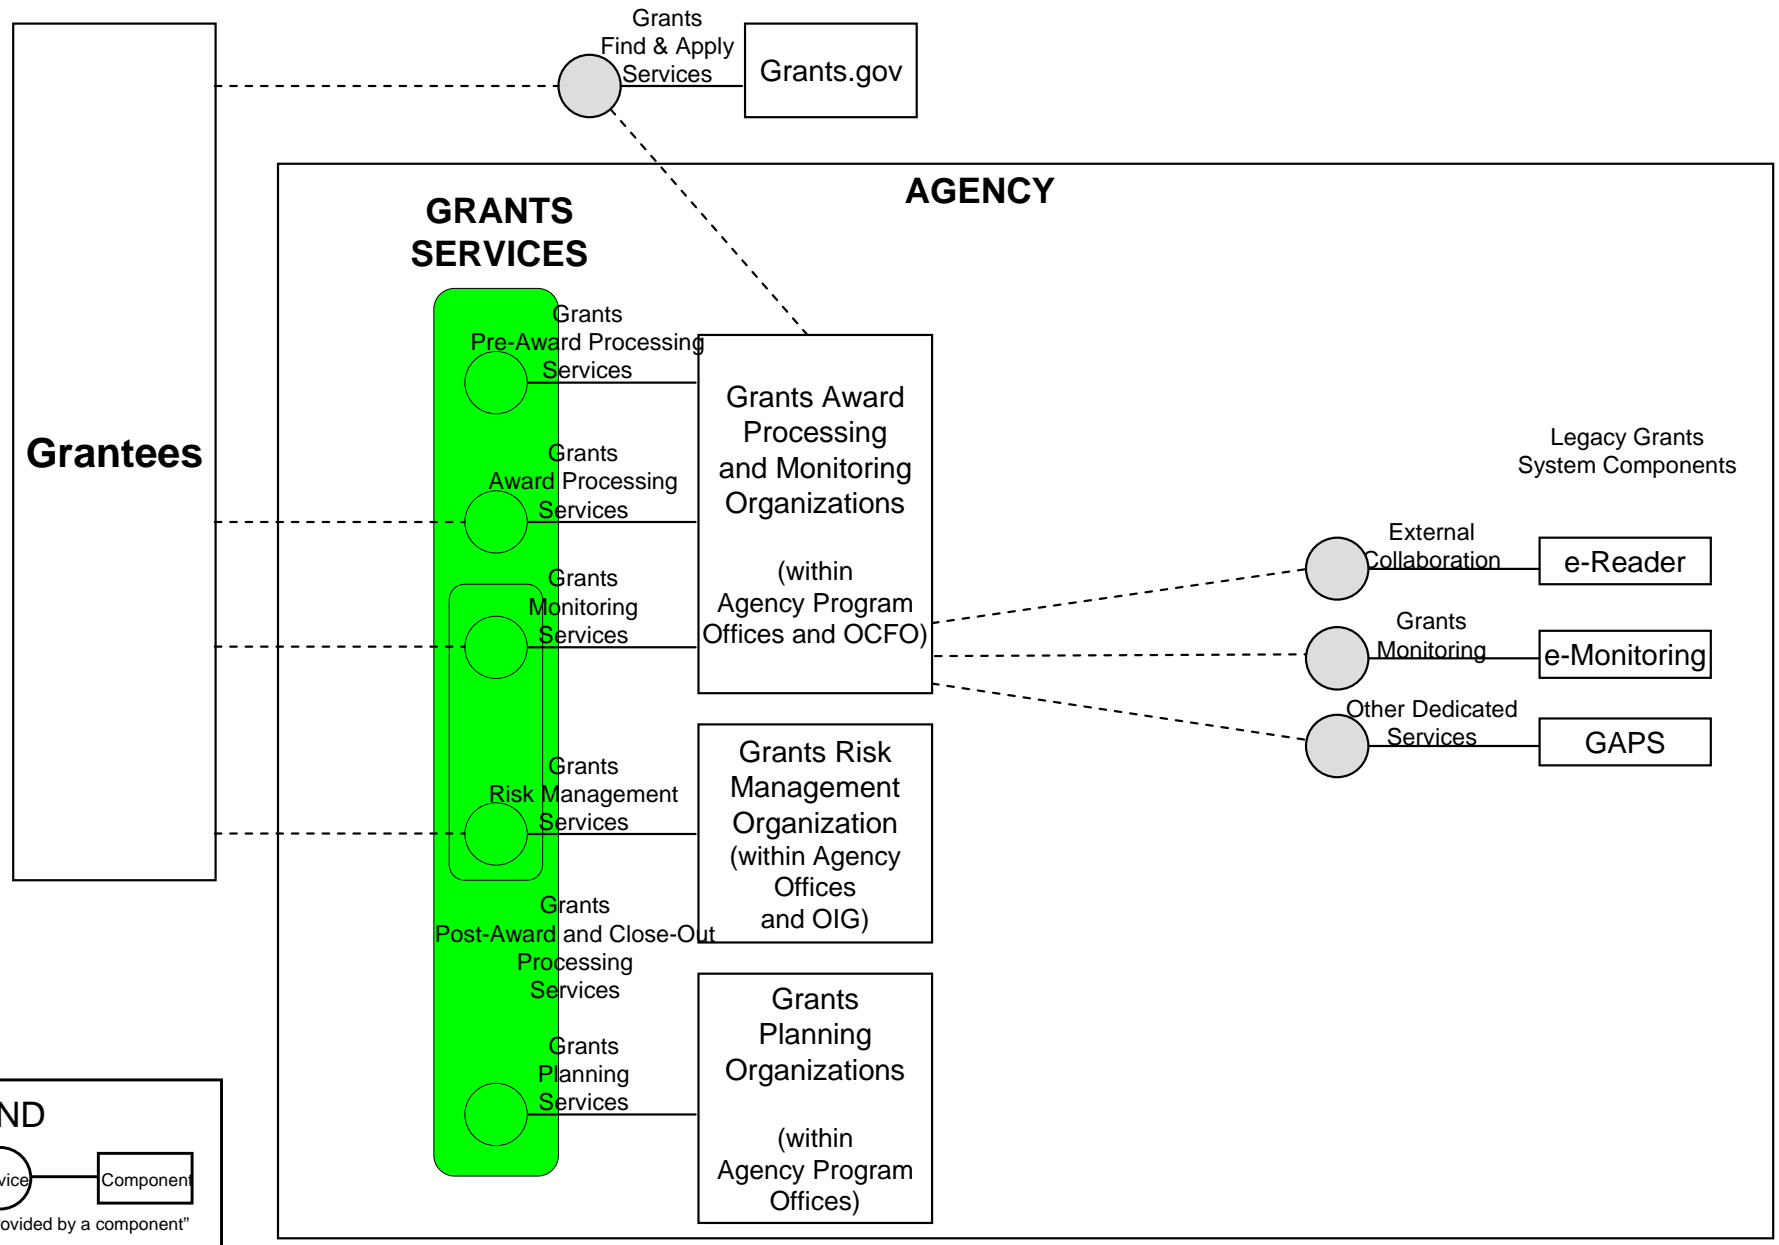 Grants
Find & Apply
Services
Grants.gov
AGENCY
GRANTS
SERVICES
Grantees
Grants
Pre-Award Processing
Services
Grants
Award Processing
Services
Grants
Monitoring
Services
Grants
Risk Management
Services
Grants
Post-Award and Close-Out
Processing
Services
Grants
Planning
Services
Grants Award
Processing
and Monitoring
Organizations
(within
Agency Program
Offices and OCFO)
Grants Risk
Management
Organization
(within Agency
Offices
and OIG)
Grants
Planning
Organizations
(within
Agency Program
Offices)
Legacy Grants
System Components
External
Collaboration
e-Reader
Grants
Monitoring
e-Monitoring
Other Dedicated
Services
GAPS
Component
by a component”